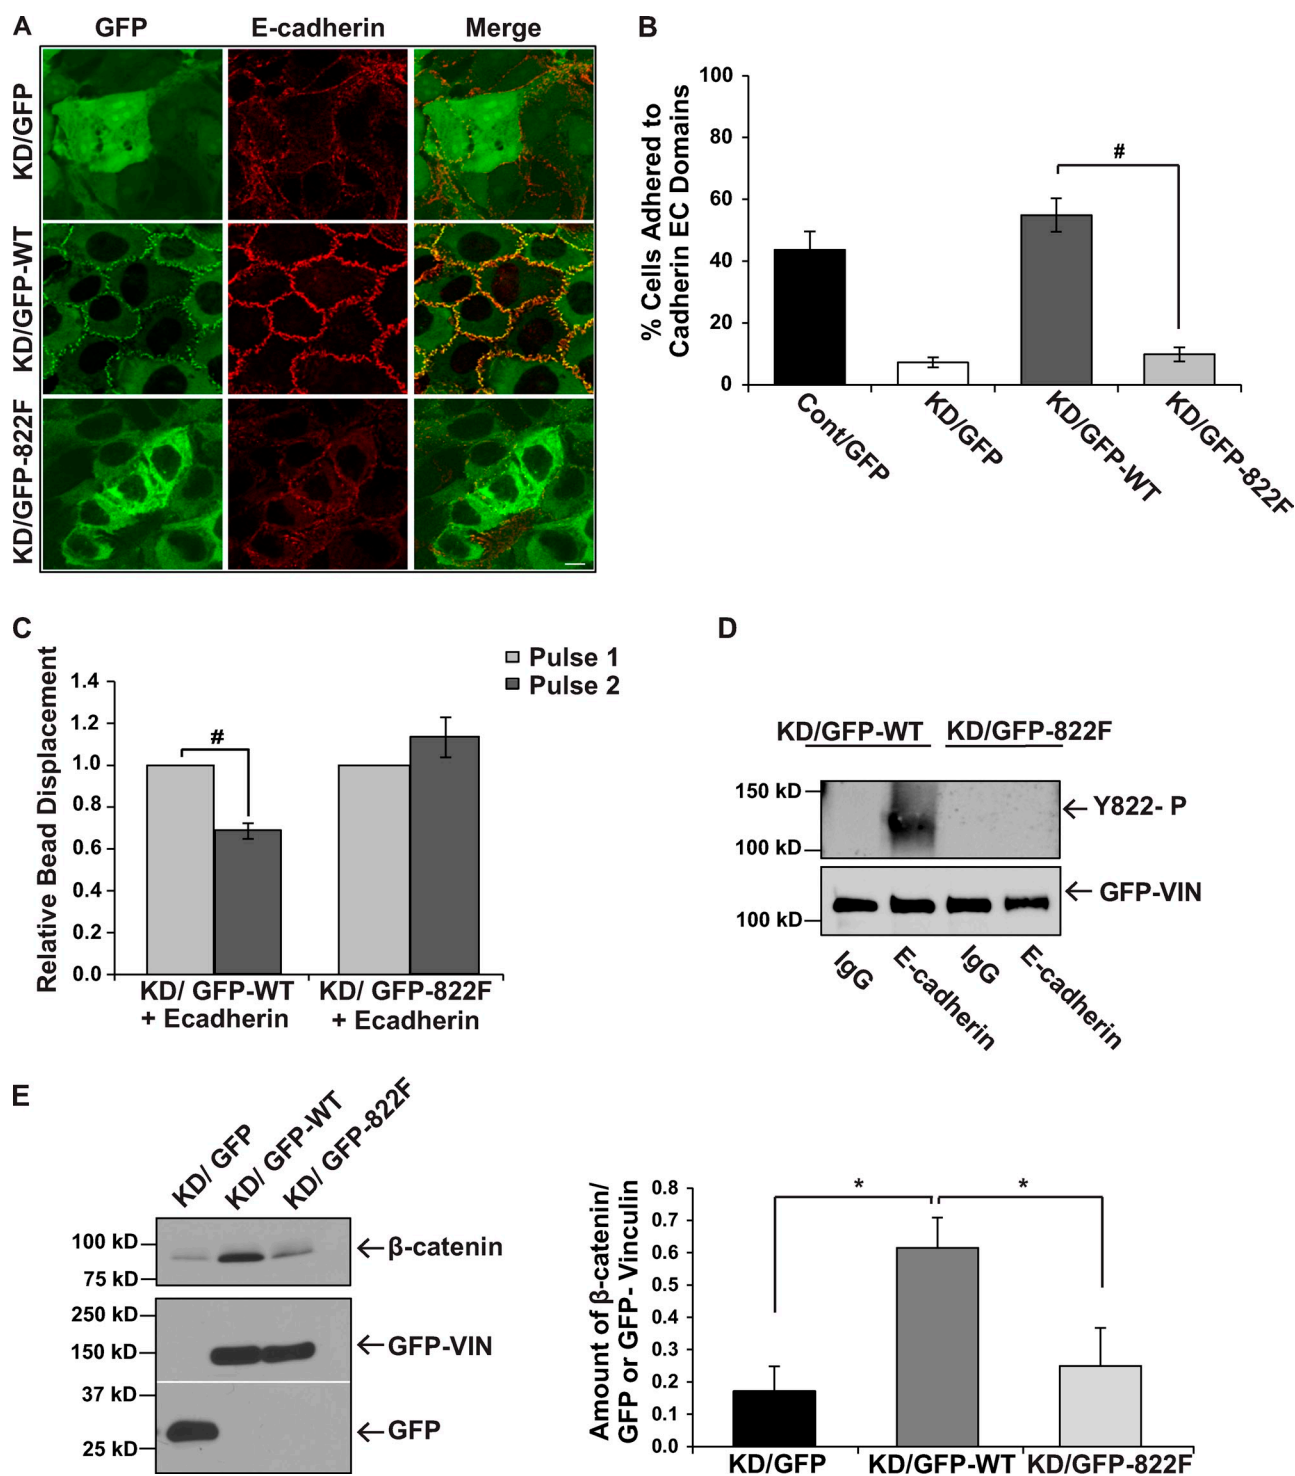 A
GFP
E-cadherin
Merge
KD/GFP
KD/GFP-WT
KD/GFP-822F
B
% Cells Adhered to
Cadherin EC Domains
100
80
60
40
20
0
#
Cont/GFP
KD/GFP
KD/GFP-WT
KD/GFP-822F
C
Relative Bead Displacement
1.4
1.2
1.0
0.8
0.6
0.4
0.2
0.0
#
Pulse 1
Pulse 2
KD/ GFP-WT
+ Ecadherin
KD/ GFP-822F
+ Ecadherin
D
KD/GFP-WT
KD/GFP-822F
150 kD
100 kD
Y822- P
100 kD
GFP-VIN
IgG
E-cadherin
IgG
E-cadherin
E
KD/ GFP
KD/ GFP-WT
KD/ GFP-822F
100 kD
75 kD
β-catenin
250 kD
150 kD
GFP-VIN
37 kD
25 kD
GFP
Amount of β-catenin/
GFP or GFP- Vinculin
0.8
0.7
0.6
0.5
0.4
0.3
0.2
0.1
0.0
*
*
KD/GFP
KD/GFP-WT
KD/GFP-822F